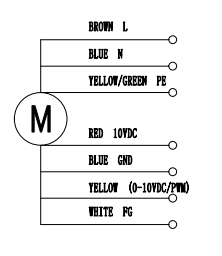 BROWN L
BLUE N
YELLOW/GREEN PE
M
RED 10VDC
BLUE GND
YELLOW (0-10VDC/PWM)
WHITE FG